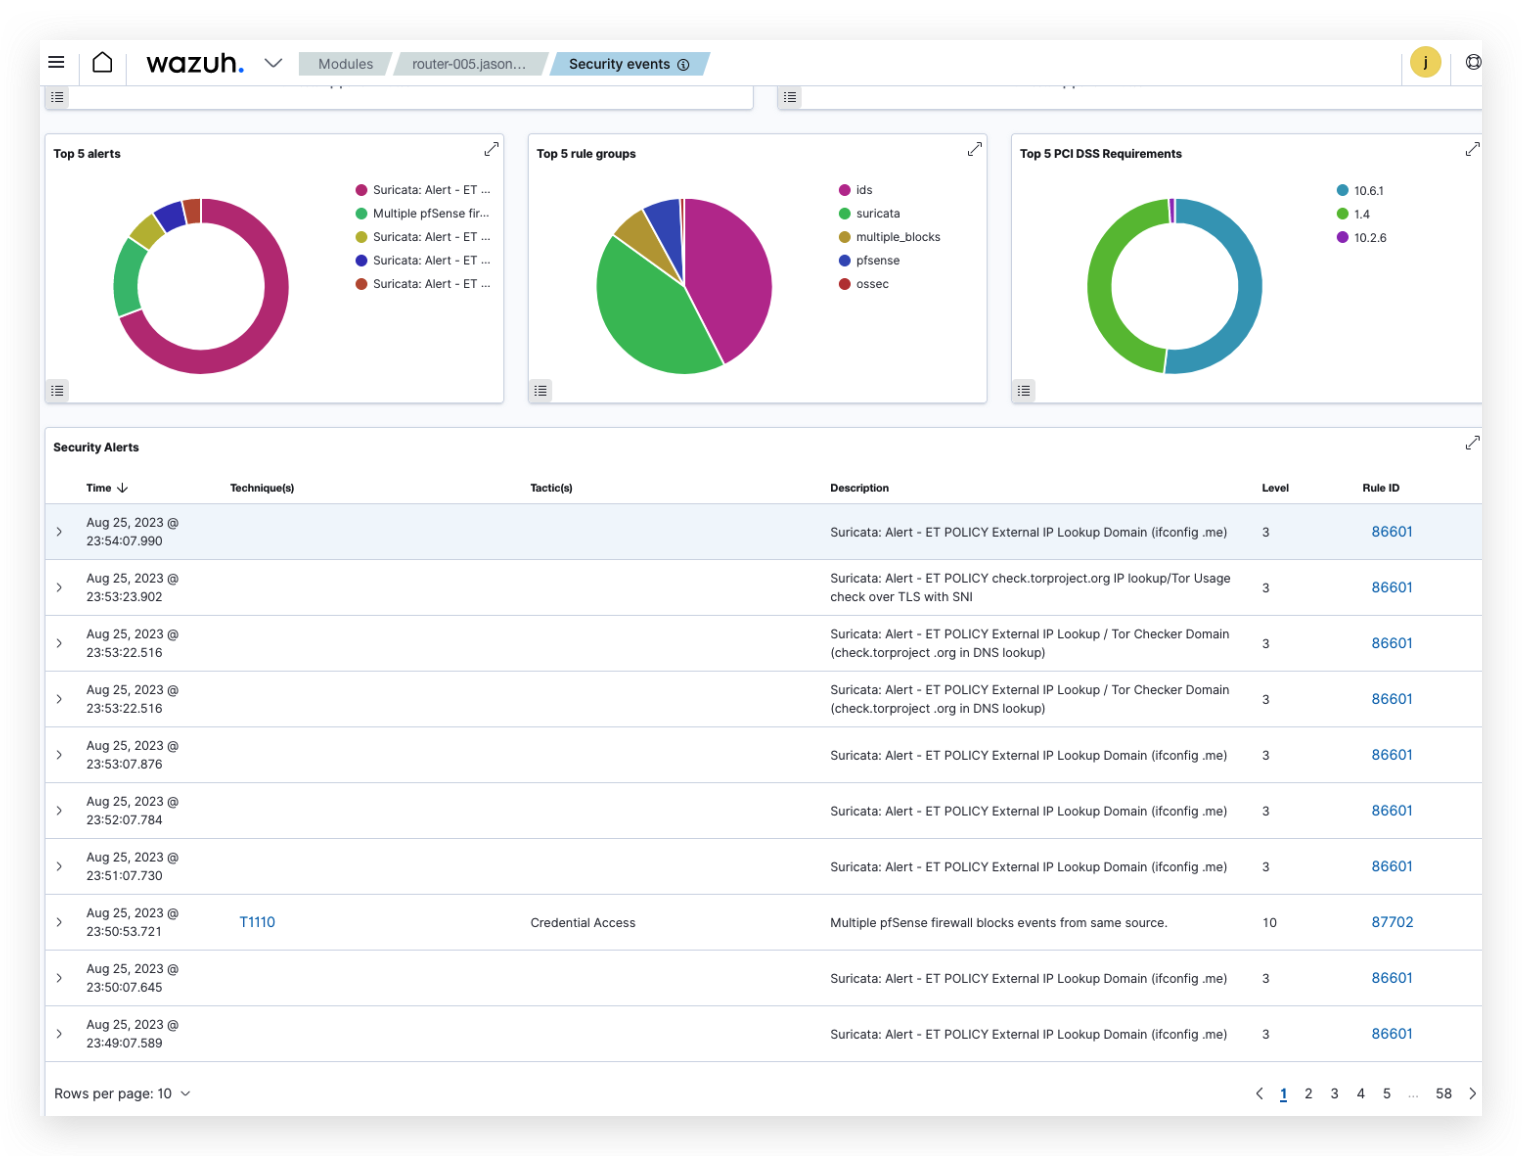 wazuh.
Modules
router-005.jason...
Security events
j
Top 5 alerts
Suricata: Alert - ET ...
Multiple pfSense fir...
Suricata: Alert - ET ...
Suricata: Alert - ET ...
Suricata: Alert - ET ...
Top 5 rule groups
ids
suricata
multiple_blocks
pfsense
ossec
Top 5 PCI DSS Requirements
10.6.1
1.4
10.2.6
Security Alerts
Time Technique(s) Tactic(s) Description Level Rule ID
Aug 25, 2023 @
23:54:07.990
Suricata: Alert - ET POLICY External IP Lookup Domain (ifconfig .me) 3 86601
Aug 25, 2023 @
23:53:23.902
Suricata: Alert - ET POLICY check.torproject.org IP lookup/Tor Usage
check over TLS with SNI
3 86601
Aug 25, 2023 @
23:53:22.516
Suricata: Alert - ET POLICY External IP Lookup / Tor Checker Domain
(check.torproject .org in DNS lookup)
3 86601
Aug 25, 2023 @
23:53:22.516
Suricata: Alert - ET POLICY External IP Lookup / Tor Checker Domain
(check.torproject .org in DNS lookup)
3 86601
Aug 25, 2023 @
23:53:07.876
Suricata: Alert - ET POLICY External IP Lookup Domain (ifconfig .me) 3 86601
Aug 25, 2023 @
23:52:07.784
Suricata: Alert - ET POLICY External IP Lookup Domain (ifconfig .me) 3 86601
Aug 25, 2023 @
23:51:07.730
Suricata: Alert - ET POLICY External IP Lookup Domain (ifconfig .me) 3 86601
Aug 25, 2023 @
23:50:53.721
T1110 Credential Access Multiple pfSense firewall blocks events from same source. 10 87702
Aug 25, 2023 @
23:50:07.645
Suricata: Alert - ET POLICY External IP Lookup Domain (ifconfig .me) 3 86601
Aug 25, 2023 @
23:49:07.589
Suricata: Alert - ET POLICY External IP Lookup Domain (ifconfig .me) 3 86601
Rows per page: 10
1 2 3 4 5 ... 58